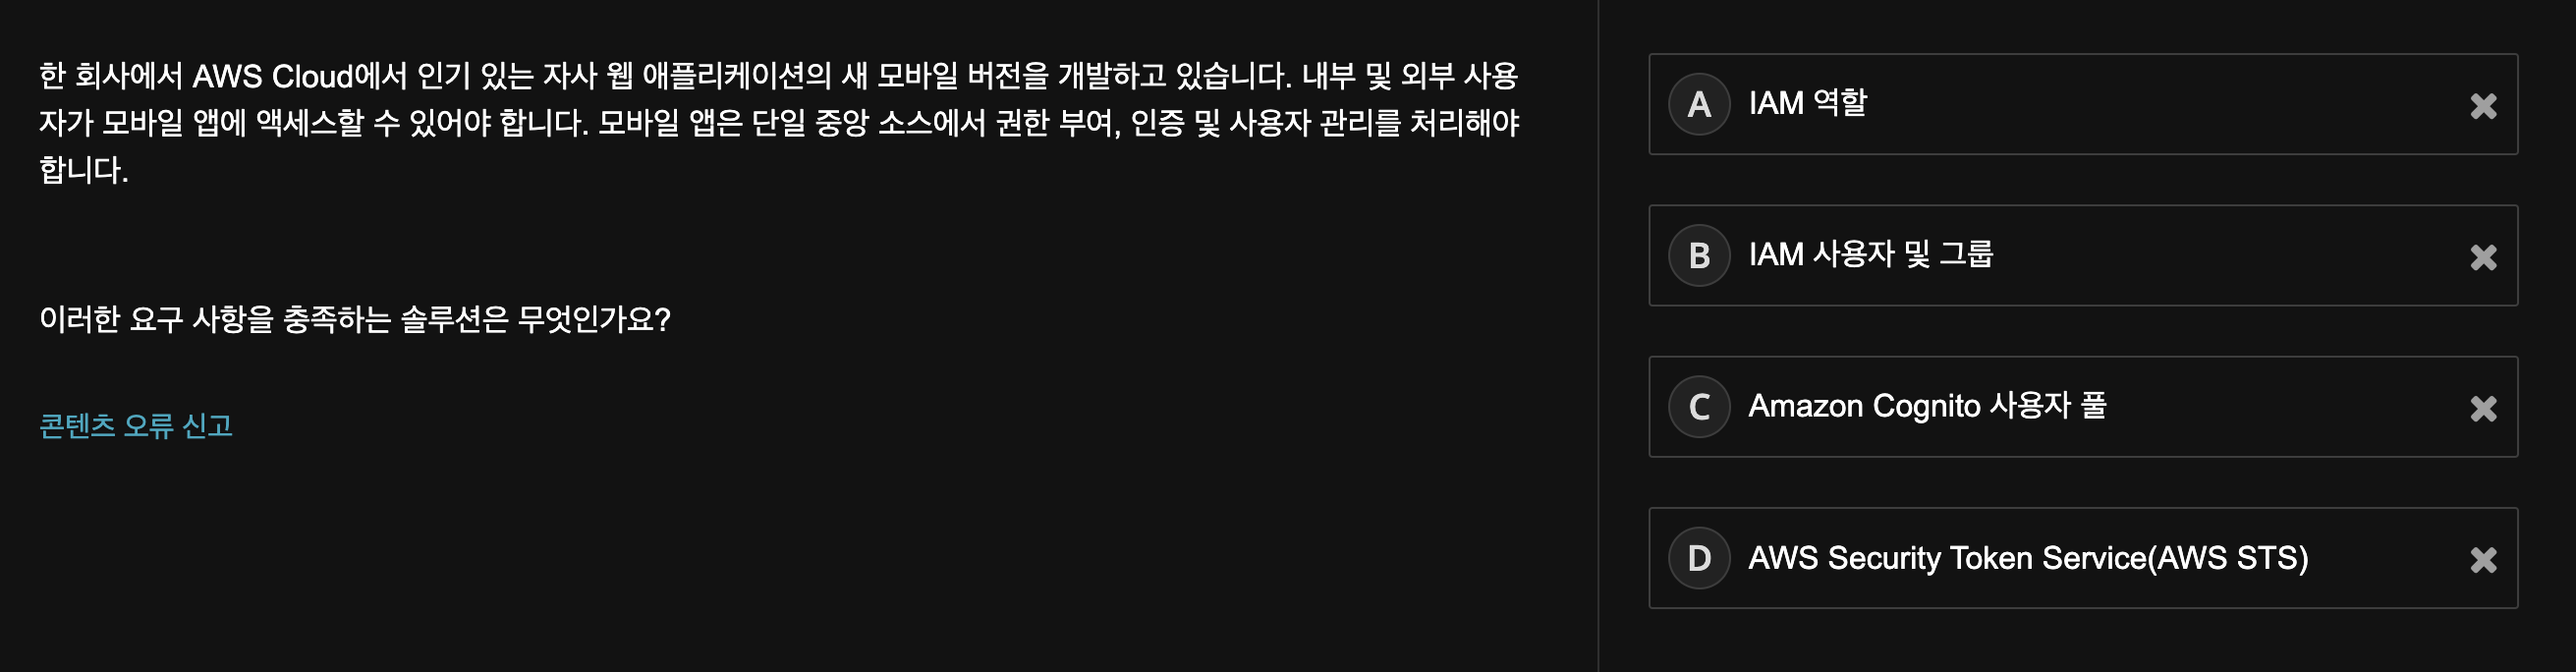 한 회사에서 AWS Cloud에서 인기 있는 자사 웹 애플리케이션의 새 모바일 버전을 개발하고 있습니다. 내부 및 외부 사용
자가 모바일 앱에 액세스할 수 있어야 합니다. 모바일 앱은 단일 중앙 소스에서 권한 부여, 인증 및 사용자 관리를 처리해야
합니다.
이러한 요구 사항을 충족하는 솔루션은 무엇인가요?
콘텐츠 오류 신고
A IAM 역할
B IAM 사용자 및 그룹
C Amazon Cognito 사용자 풀
D AWS Security Token Service(AWS STS)